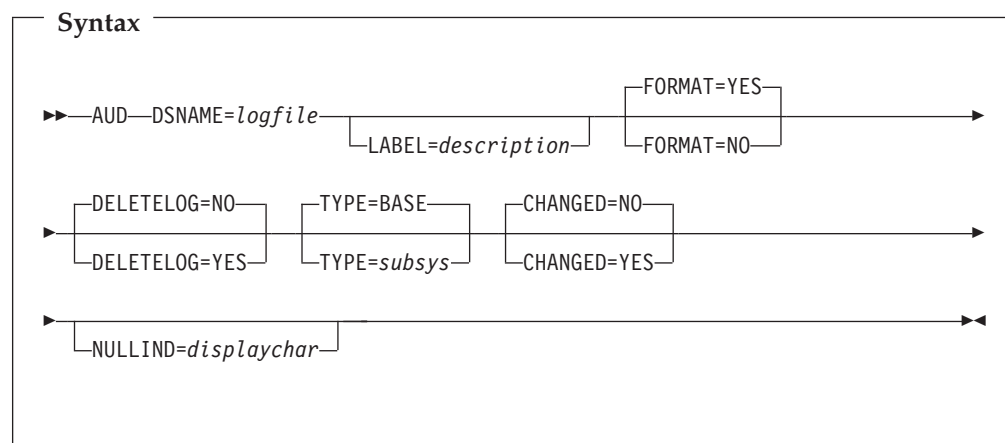 Syntax
FORMAT=YES
AUD DSNAME=logfile
LABEL=description
FORMAT=NO
DELETELOG=NO TYPE=BASE CHANGED=NO
DELETELOG=YES TYPE=subsys CHANGED=YES
NULLIND=displaychar